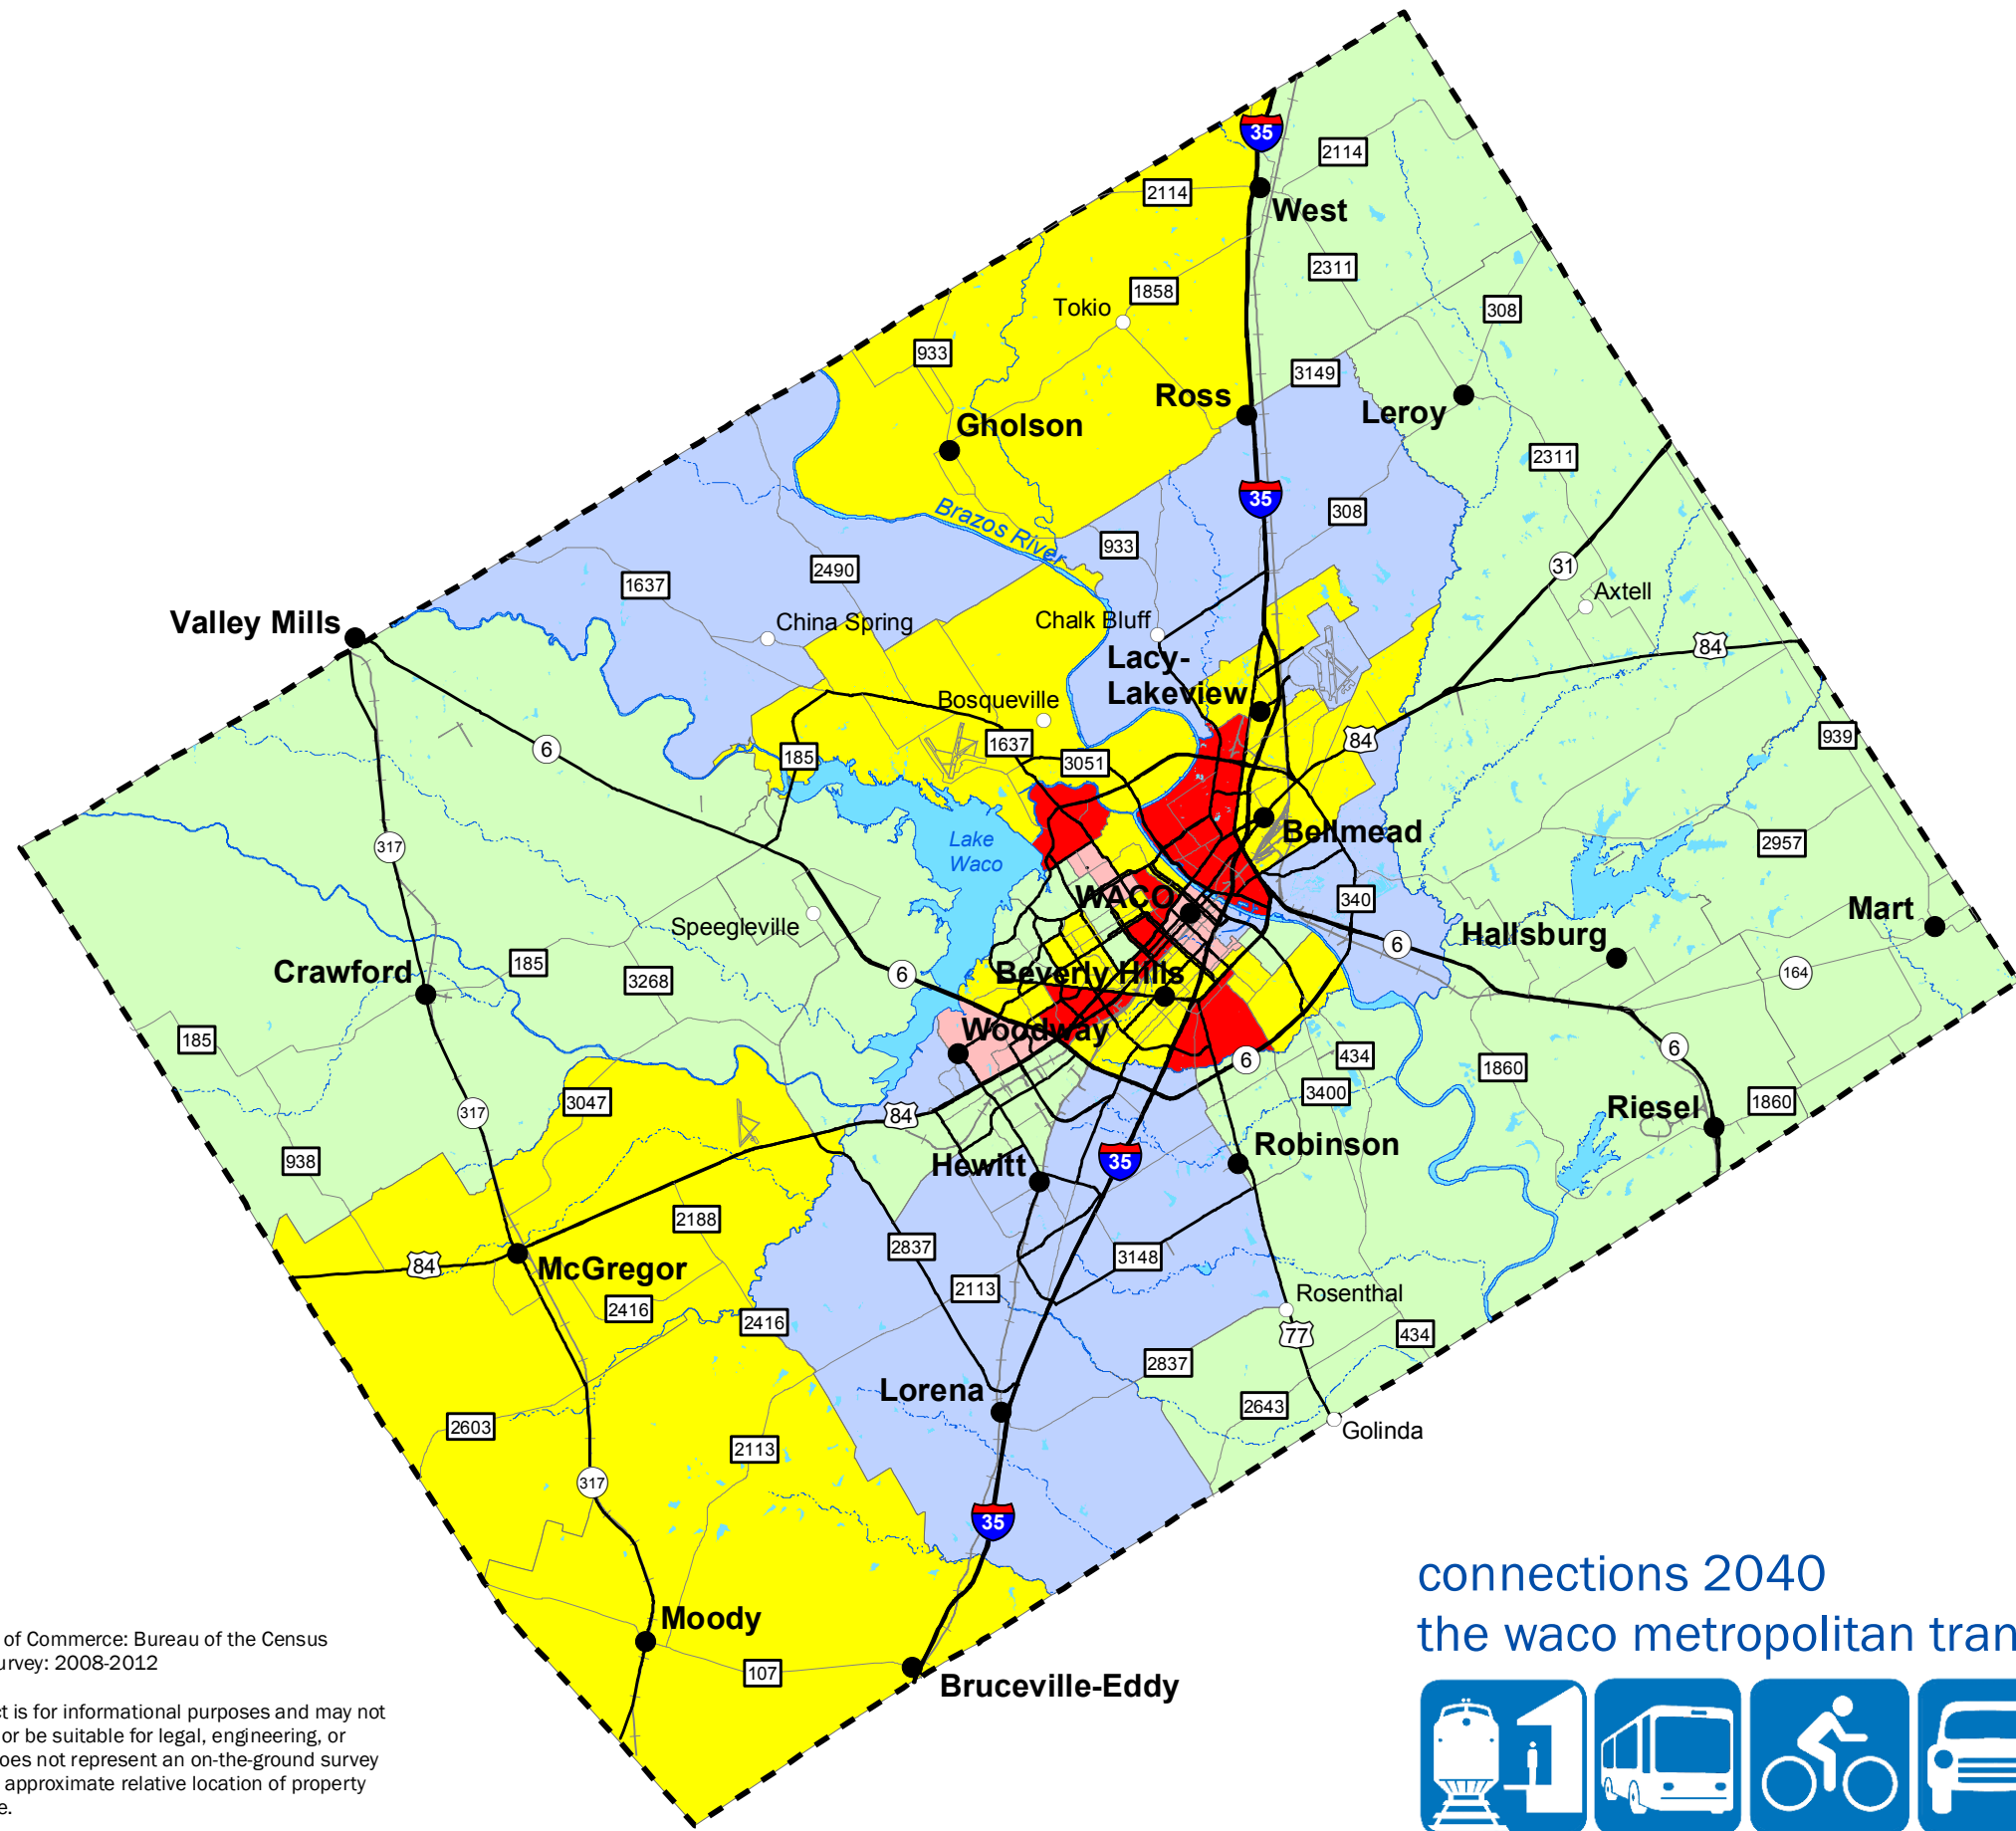 35
2114
2114
West
2311
1858
Tokio
308
933
3149
Ross
Leroy
Gholson
2311
35
308
Brazos River
933
31
2490
1637
Axtell
Valley Mills
China Spring
Chalk Bluff
84
Lacy-
Lakeview
Bosqueville
939
6
185
1637
3051
84
Lake
Waco
Bellmead
317
2957
WACO
340
Mart
Speegleville
Hallsburg
6
Crawford
185
3268
6
Beverly Hills
164
185
Woodway
6
434
6
1860
3400
3047
317
84
Riesel
1860
938
Hewitt
35
Robinson
2188
2837
3148
84
McGregor
2113
Rosenthal
2416
2416
77
434
2837
Lorena
2643
2603
Golinda
2113
317
35
connections 2040
the waco metropolitan tran
Moody
107
Bruceville-Eddy
of Commerce: Bureau of the Census
urvey: 2008-2012
ct is for informational purposes and may not
or be suitable for legal, engineering, or
oes not represent an on-the-ground survey
approximate relative location of property
e.